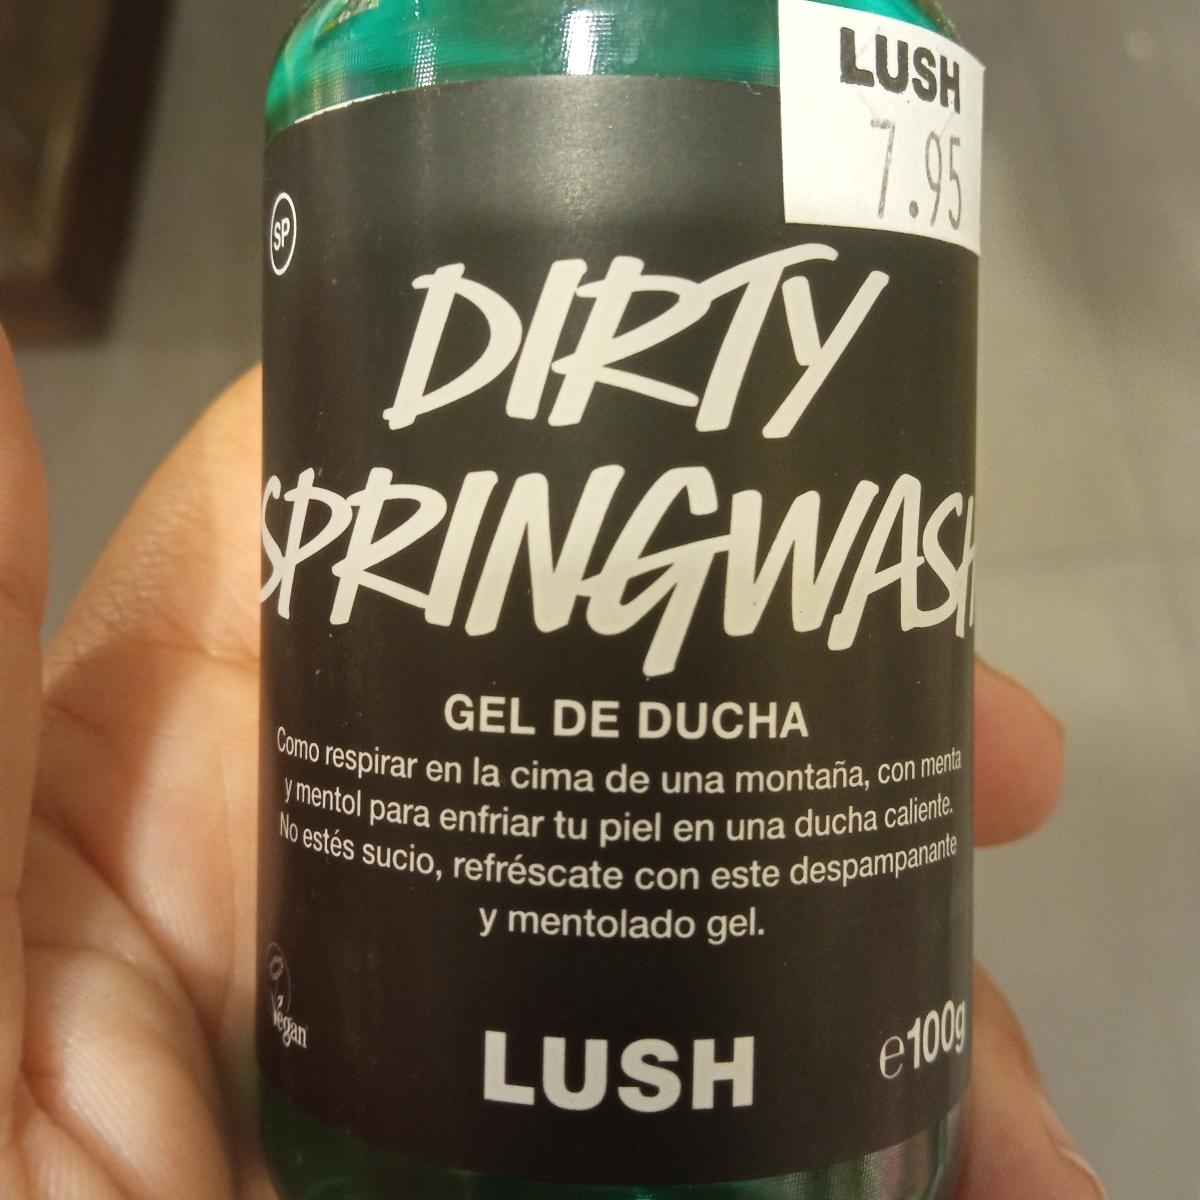 LUSH
7.95
SP
DIRTY
SPRINGWASH
GEL DE DUCHA
Como respirar en la cima de una montaña, con menta
y mentol para enfriar tu piel en una ducha caliente.
No estés sucio, refréscate con este despampanante
y mentolado gel.
Vegan
LUSH
e100g